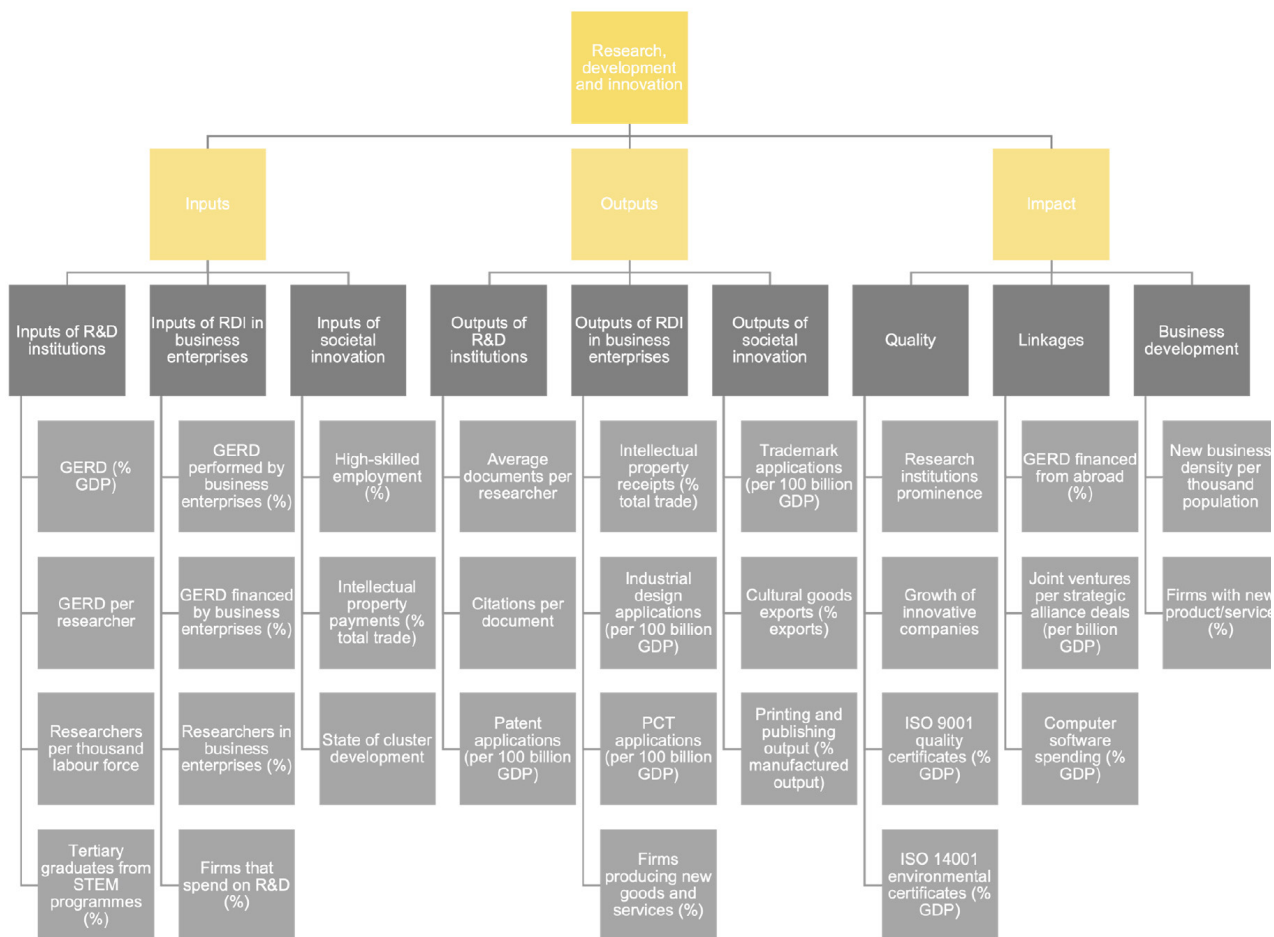 Research,
development
and innovation
Inputs
Outputs
Impact
Inputs of R&D
institutions
Inputs of RDI in
business
enterprises
Inputs of
societal
innovation
Outputs of
R&D
institutions
Outputs of RDI
in business
enterprises
Outputs of
societal
innovation
Quality
Linkages
Business
development
GERD (%
GDP)
GERD per
researcher
Researchers
per thousand
labour force
Tertiary
graduates from
STEM
programmes
(%)
GERD
performed by
business
enterprises (%)
GERD financed
by business
enterprises (%)
Researchers in
business
enterprises (%)
Firms that
spend on R&D
(%)
High-skilled
employment
(%)
Intellectual
property
payments (%
total trade)
State of cluster
development
Average
documents per
researcher
Citations per
document
Patent
applications
(per 100 billion
GDP)
Intellectual
property
receipts (%
total trade)
Industrial
design
applications
(per 100 billion
GDP)
PCT
applications
(per 100 billion
GDP)
Firms
producing new
goods and
services (%)
Trademark
applications
(per 100 billion
GDP)
Cultural goods
exports (%
exports)
Printing and
publishing
output (%
manufactured
output)
Research
institutions
prominence
Growth of
innovative
companies
ISO 9001
quality
certificates (%
GDP)
ISO 14001
environmental
certificates (%
GDP)
GERD financed
from abroad
(%)
Joint ventures
per strategic
alliance deals
(per billion
GDP)
Computer
software
spending (%
GDP)
New business
density per
thousand
population
Firms with new
product/service
(%)